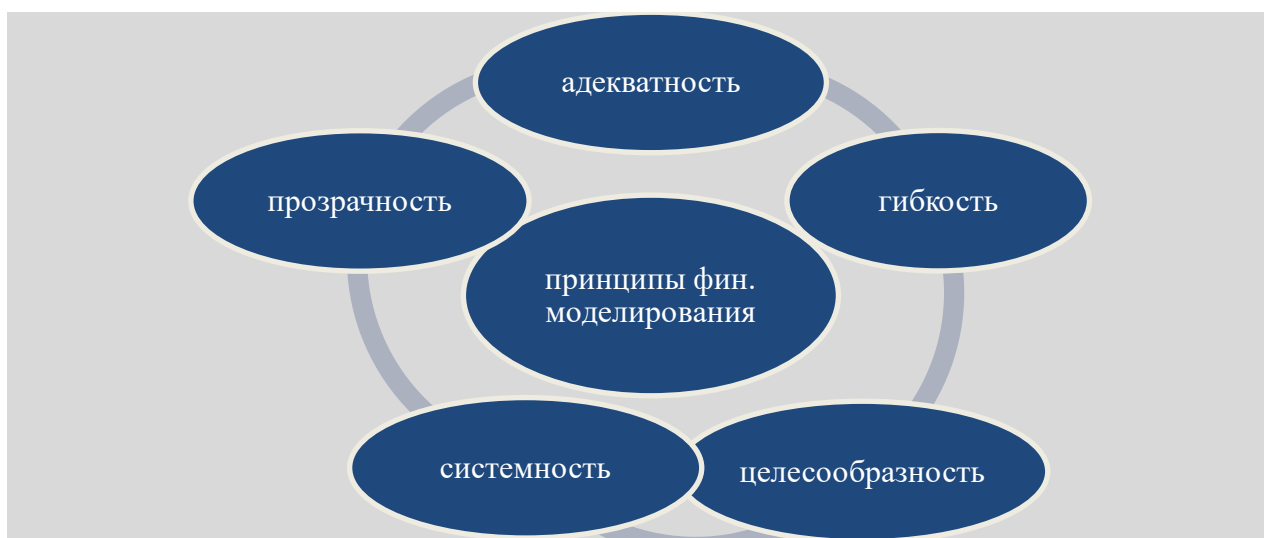 адекватность
прозрачность
гибкость
принципы фин.
моделирования
системность
целесообразность